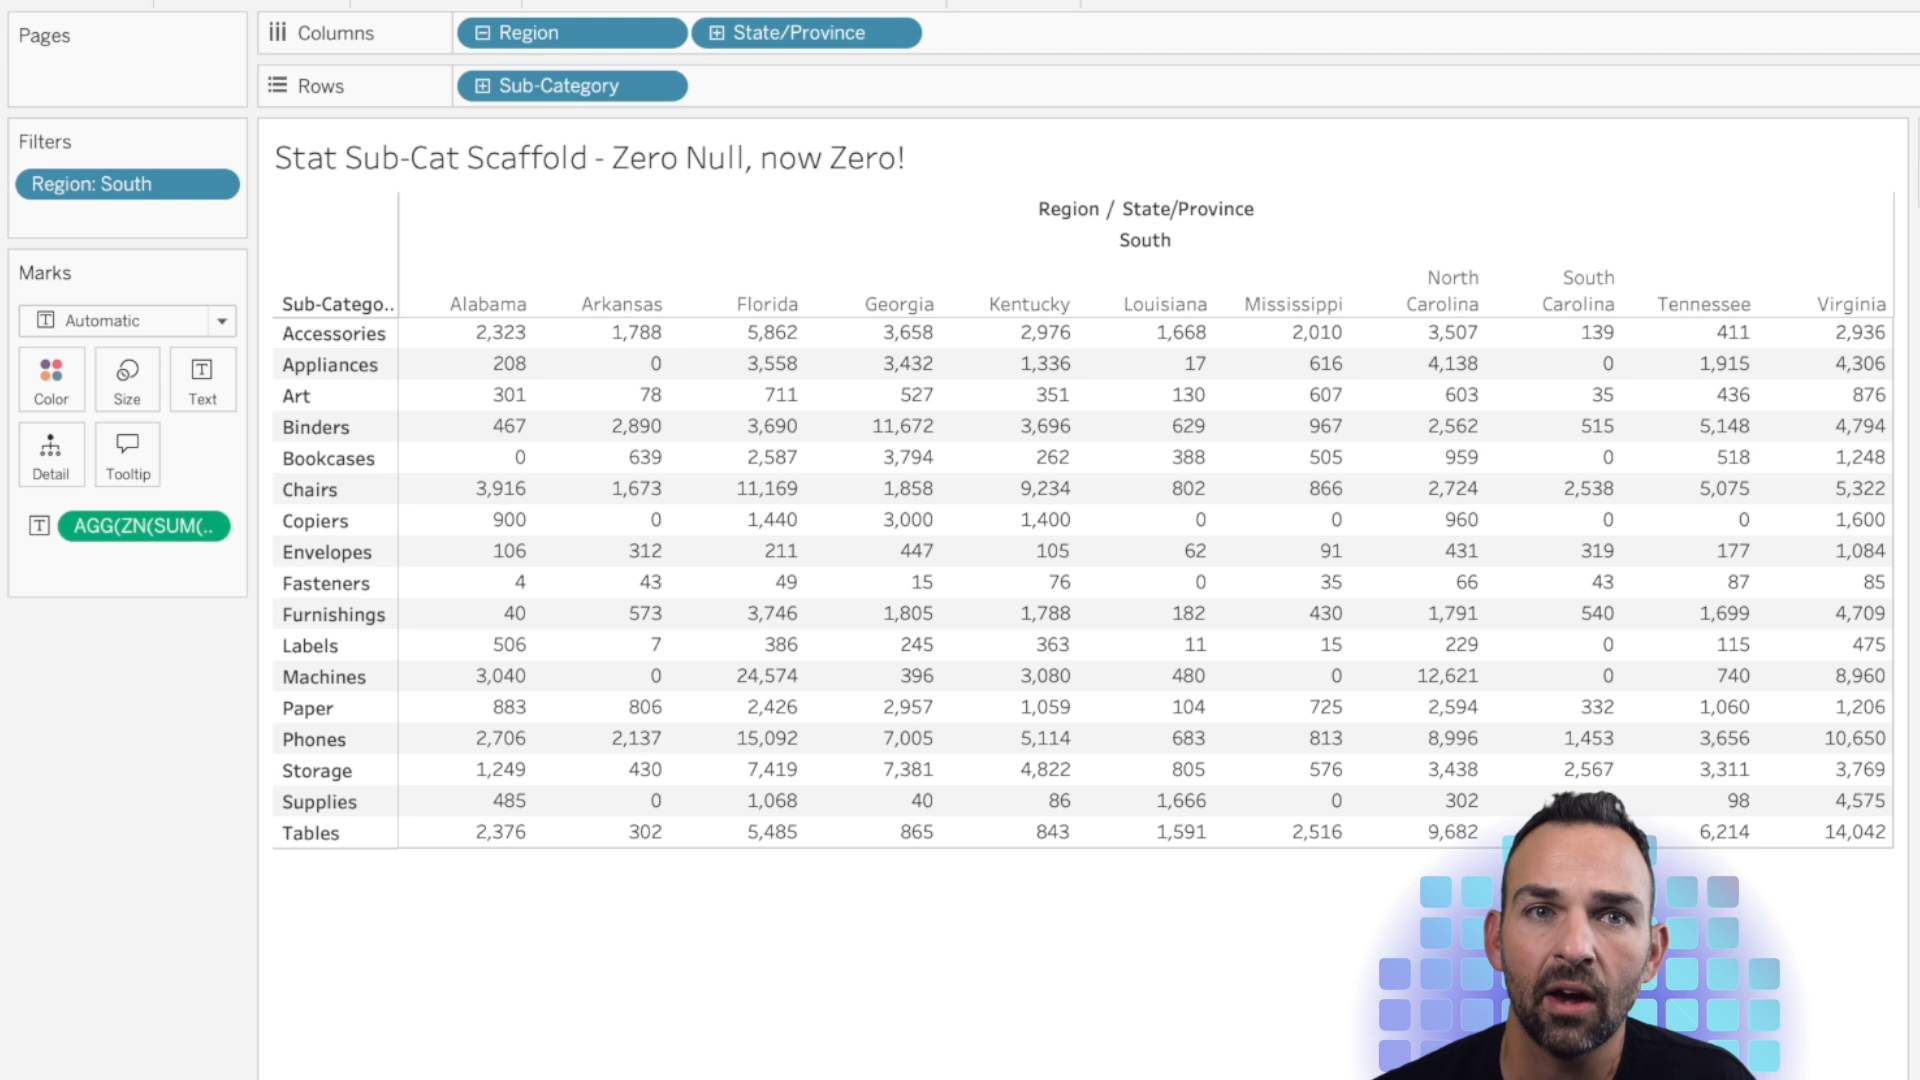 Pages
Columns
Region
State/Province
Rows
Sub-Category
Filters
Region: South
Marks
Automatic
Color
Size
Text
Detail
Tooltip
AGG(ZN(SUM(..
Stat Sub-Cat Scaffold - Zero Null, now Zero!
Region / State/Province
South
Sub-Catego.. Alabama Arkansas Florida Georgia Kentucky Louisiana Mississippi North Carolina South Carolina Tennessee Virginia
Accessories 2,323 1,788 5,862 3,658 2,976 1,668 2,010 3,507 139 411 2,936
Appliances 208 0 3,558 3,432 1,336 17 616 4,138 0 1,915 4,306
Art 301 78 711 527 351 130 607 603 35 436 876
Binders 467 2,890 3,690 11,672 3,696 629 967 2,562 515 5,148 4,794
Bookcases 0 639 2,587 3,794 262 388 505 959 0 518 1,248
Chairs 3,916 1,673 11,169 1,858 9,234 802 866 2,724 2,538 5,075 5,322
Copiers 900 0 1,440 3,000 1,400 0 0 960 0 0 1,600
Envelopes 106 312 211 447 105 62 91 431 319 177 1,084
Fasteners 4 43 49 15 76 0 35 66 43 87 85
Furnishings 40 573 3,746 1,805 1,788 182 430 1,791 540 1,699 4,709
Labels 506 7 386 245 363 11 15 229 0 115 475
Machines 3,040 0 24,574 396 3,080 480 0 12,621 0 740 8,960
Paper 883 806 2,426 2,957 1,059 104 725 2,594 332 1,060 1,206
Phones 2,706 2,137 15,092 7,005 5,114 683 813 8,996 1,453 3,656 10,650
Storage 1,249 430 7,419 7,381 4,822 805 576 3,438 2,567 3,311 3,769
Supplies 485 0 1,068 40 86 1,666 0 302 98 4,575
Tables 2,376 302 5,485 865 843 1,591 2,516 9,682 6,214 14,042